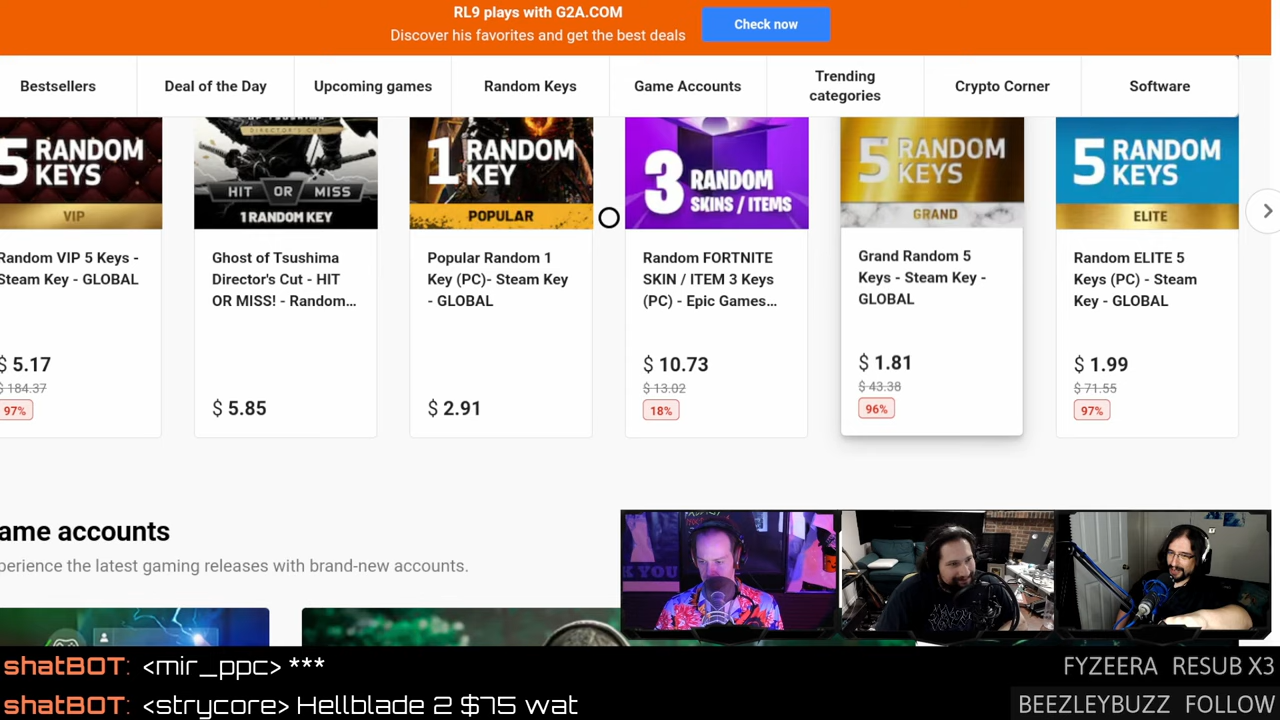 RL9 plays with G2A.COM
Discover his favorites and get the best deals
Check now
Bestsellers
Deal of the Day
Upcoming games
Random Keys
Game Accounts
Trending
categories
Crypto Corner
Software
5 RANDOM
KEYS
VIP
DIRECTOR'S CUT
HIT OR MISS
1 RANDOM KEY
1 RANDOM
KEY
POPULAR
3 RANDOM
SKINS / ITEMS
5 RANDOM
KEYS
GRAND
5 RANDOM
KEYS
ELITE
Random VIP 5 Keys -
Steam Key - GLOBAL
$ 5.17
$ 184.37
97%
Ghost of Tsushima
Director's Cut - HIT
OR MISS! - Random...
$ 5.85
Popular Random 1
Key (PC)- Steam Key
- GLOBAL
$ 2.91
Random FORTNITE
SKIN / ITEM 3 Keys
(PC) - Epic Games...
$ 10.73
$ 13.02
18%
Grand Random 5
Keys - Steam Key -
GLOBAL
$ 1.81
$ 43.38
96%
Random ELITE 5
Keys (PC) - Steam
Key - GLOBAL
$ 1.99
$ 71.55
97%
ame accounts
perience the latest gaming releases with brand-new accounts.
K YOU
shatBOT: <mir_ppc> ***
FYZEERA RESUB X3
shatBOT: <strycore> Hellblade 2 $75 wat
BEEZLEYBUZZ FOLLOW